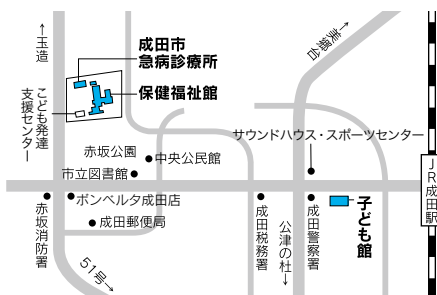 ←玉造
成田市
急病診療所
保健福祉館
こども発達
支援センター
←美郷台
サウンドハウス・スポーツセンター
赤坂公園
中央公民館
市立図書館
ボンベルタ成田店
成田郵便局
赤坂消防署
51号→
成田税務署
公津の杜→
成田警察署
子ども館
JR成田駅